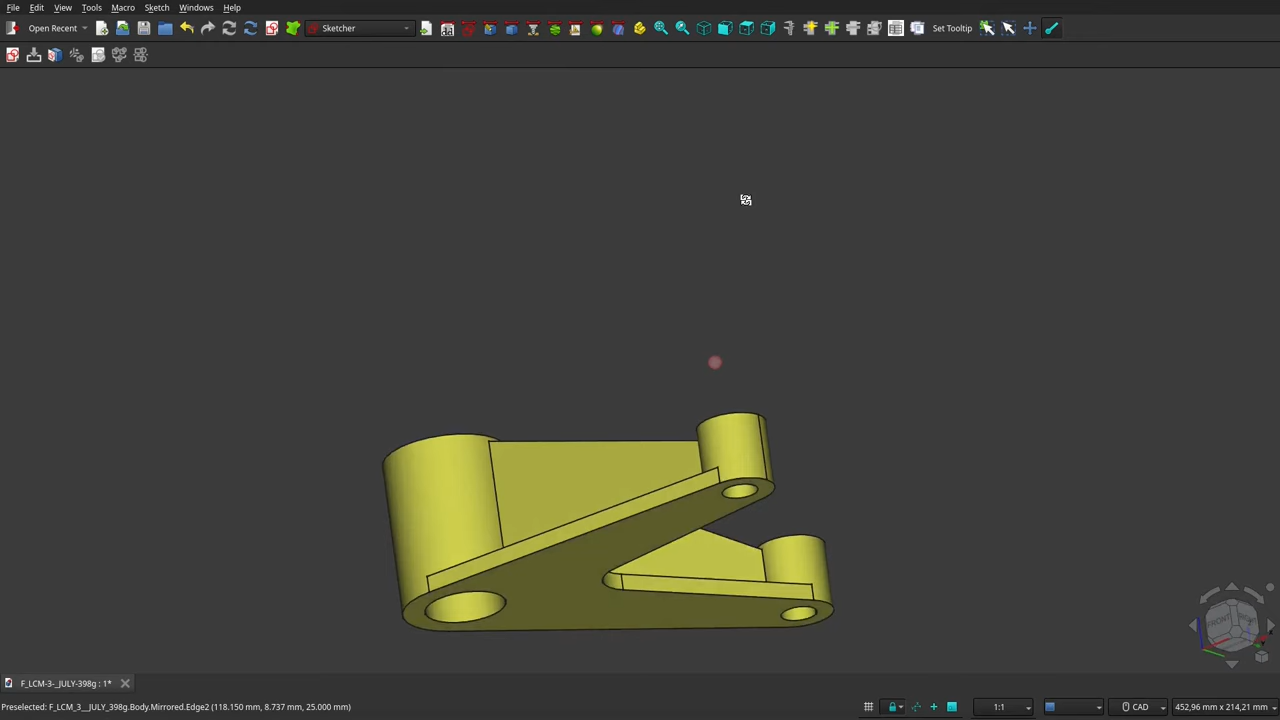 File Edit View Tools Macro Sketch Windows Help
Open Recent Sketcher Set Tooltip
FRONT
F_LCM-3-_JULY-398g : 1*
Preselected: F_LCM_3__JULY_398g.Body.Mirrored.Edge2 (118.150 mm, 8.737 mm, 25.000 mm) 1:1 CAD 452,96 mm x 214,21 mm